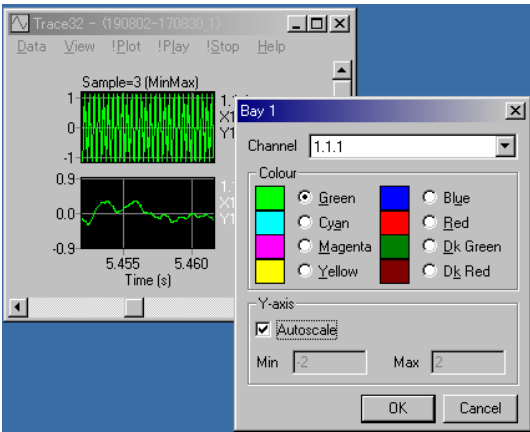 Trace32 - (190802-170830_1)
Data View !Plot !Play !Stop Help
Sample=3 (MinMax)
1
0
-1
0.9
0.0
-0.9
5.455 5.460
Time (s)
Bay 1
Channel 1.1.1
Colour
Green Blue
Cyan Red
Magenta Dk Green
Yellow Dk Red
Y-axis
Autoscale
Min -2 Max 2
OK Cancel